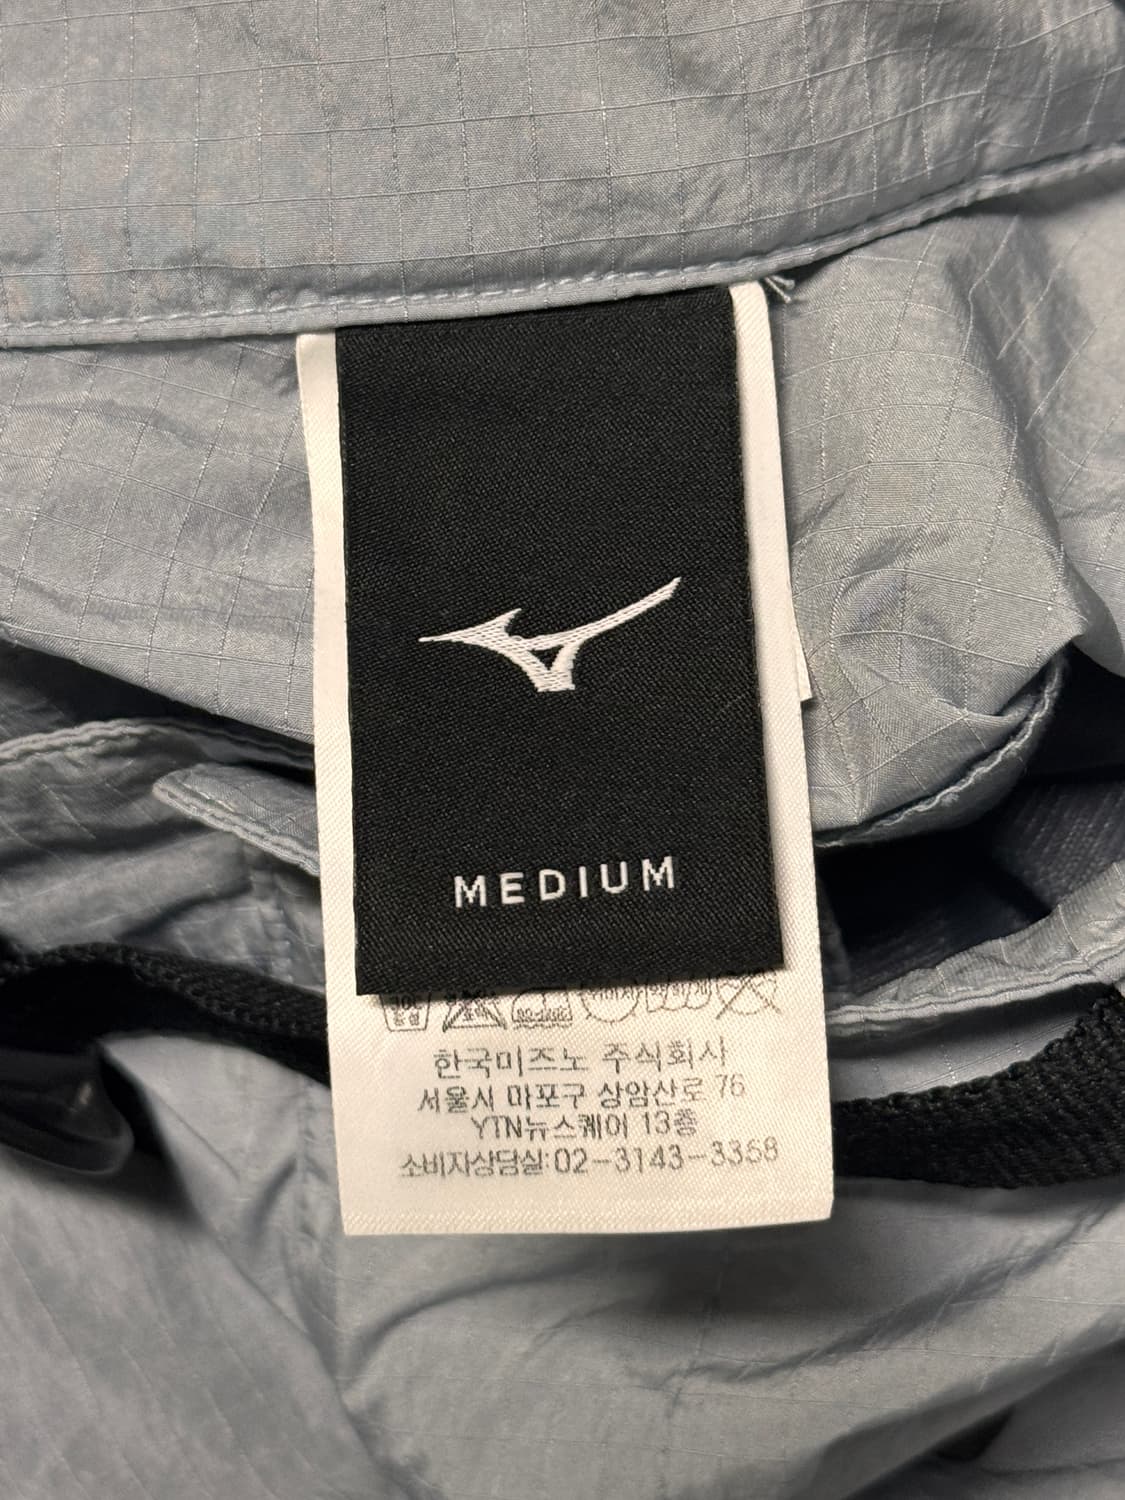 MEDIUM
한국미즈노 주식회사
서울시 마포구 상암산로 76
YTN뉴스퀘어 13층
소비자상담실:02-3143-3358